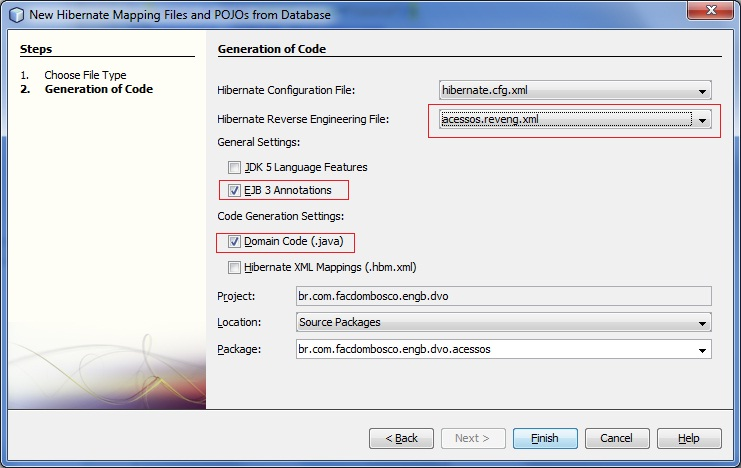 New Hibernate Mapping Files and POJOs from Database
Steps
1. Choose File Type
2. Generation of Code
Generation of Code
Hibernate Configuration File: hibernate.cfg.xml
Hibernate Reverse Engineering File: acessos.reveng.xml
General Settings:
JDK 5 Language Features
EJB 3 Annotations
Code Generation Settings:
Domain Code (.java)
Hibernate XML Mappings (.hbm.xml)
Project: br.com.facdombosco.engb.dvo
Location: Source Packages
Package: br.com.facdombosco.engb.dvo.acessos
< Back Next > Finish Cancel Help